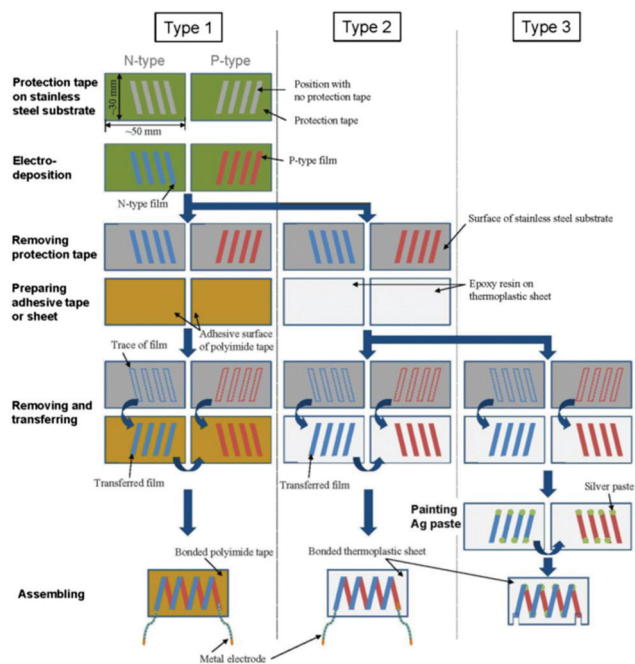 Type 1
Type 2
Type 3
N-type
P-type
Protection tape
on stainless
steel substrate
~30 mm
~50 mm
Position with
no protection tape
Protection tape
Electro-
deposition
P-type film
N-type film
Removing
protection tape
Surface of stainless steel substrate
Preparing
adhesive tape
or sheet
Epoxy resin on
thermoplastic sheet
Adhesive surface
of polyimide tape
Trace of film
Removing and
transferring
Transferred film
Transferred film
Silver paste
Painting
Ag paste
Bonded polyimide tape
Bonded thermoplastic sheet
Assembling
Metal electrode